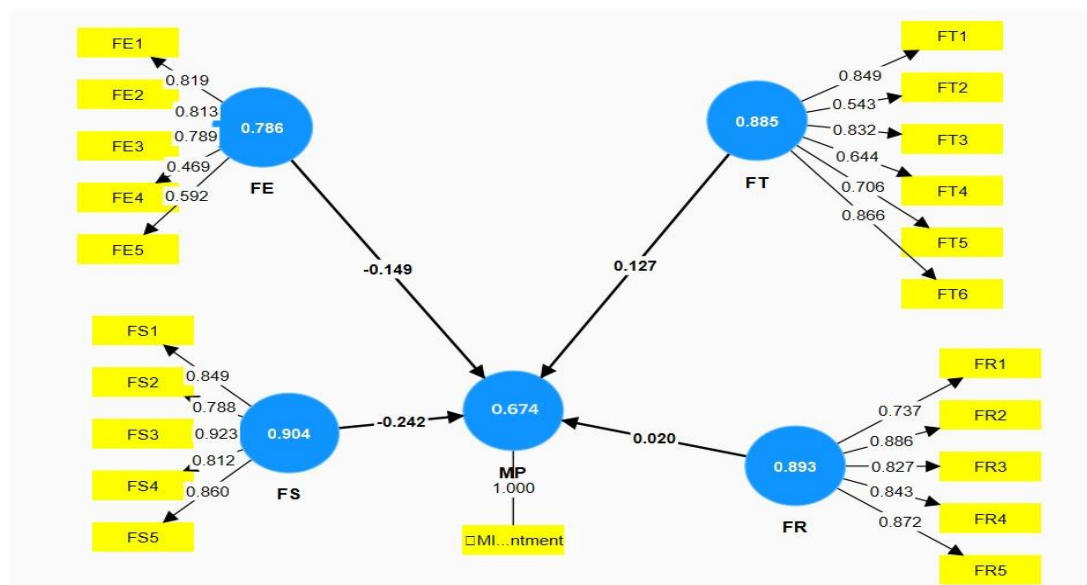 FE1
FE2
FE3
FE4
FE5
0.819
0.813
0.789
0.469
0.592
0.786
FE
FT1
FT2
FT3
FT4
FT5
FT6
0.849
0.543
0.832
0.644
0.706
0.866
0.885
FT
-0.149
0.127
FS1
FS2
FS3
FS4
FS5
0.849
0.788
0.923
0.812
0.860
0.904
FS
-0.242
0.674
MP
1.000
□MI...ntment
0.020
0.893
FR
0.737
0.886
0.827
0.843
0.872
FR1
FR2
FR3
FR4
FR5